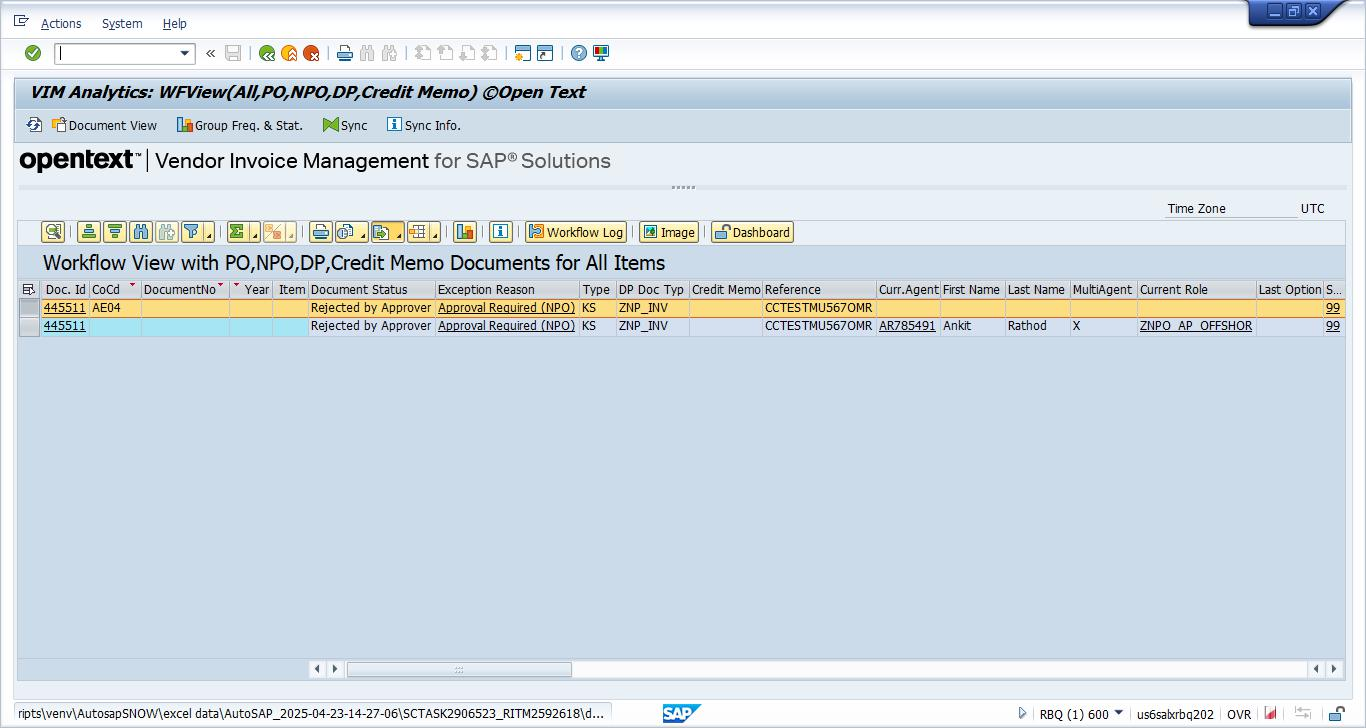 Actions System Help
VIM Analytics: WFView(All,PO,NPO,DP,Credit Memo) ©Open Text
Document View Group Freq. & Stat. Sync Sync Info.
opentext™ | Vendor Invoice Management for SAP® Solutions
Time Zone UTC
Workflow Log Image Dashboard
Workflow View with PO,NPO,DP,Credit Memo Documents for All Items
Doc. Id CoCd DocumentNo Year Item Document Status Exception Reason Type DP Doc Typ Credit Memo Reference Curr.Agent First Name Last Name MultiAgent Current Role Last Option S...
445511 AE04 Rejected by Approver Approval Required (NPO) KS ZNP_INV CCTESTMU567OMR 99
445511 Rejected by Approver Approval Required (NPO) KS ZNP_INV CCTESTMU567OMR AR785491 Ankit Rathod X ZNPO_AP_OFFSHOR 99
ripts\venv\AutosapSNOW\excel data\AutoSAP_2025-04-23-14-27-06\SCTASK2906523_RITM2592618\d... SAP RBQ (1) 600 us6salxrbq202 OVR